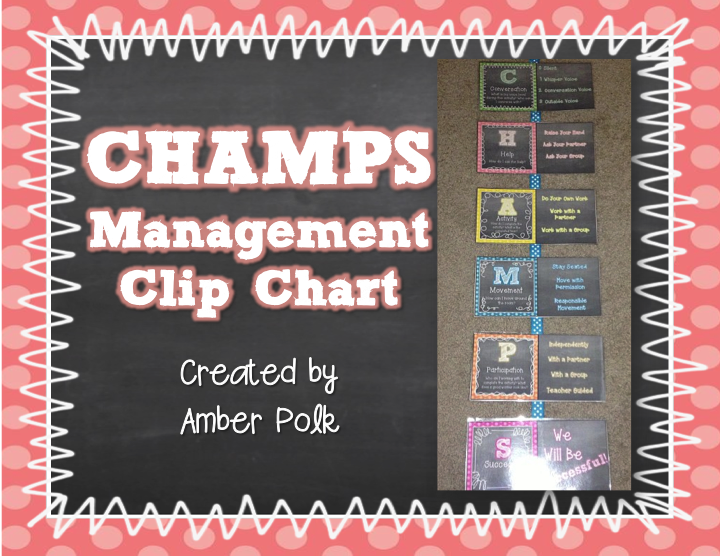 CHAMPS
Management
Clip Chart
Created by
Amber Polk
C
Conversation
0 Silent
1 Whisper Voice
2 Conversation Voice
3 Outside Voice
H
Help
Raise Your Hand
Ask Your Partner
Ask Your Group
A
Activity
Do Your Own Work
Work with a
Partner
Work with a Group
M
Movement
Stay Seated
Move with
Permission
Responsible
Movement
P
Participation
Independently
With a Partner
With a Group
Teacher Guided
S
Success
We
Will Be
Successful!